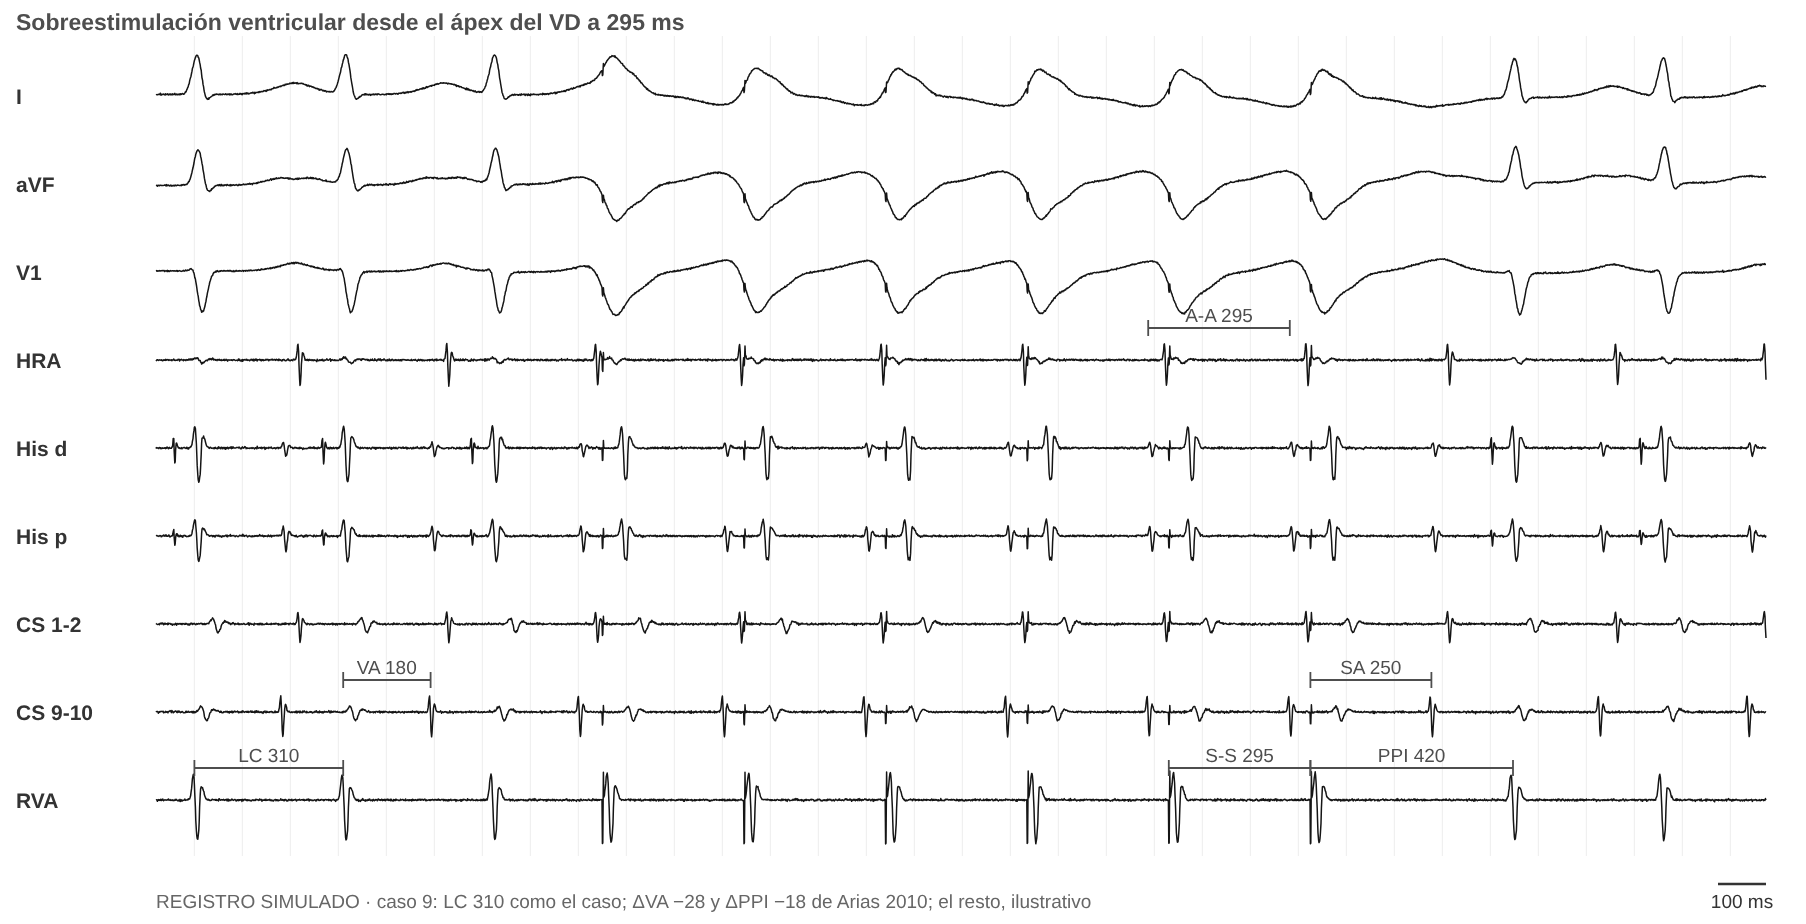 Sobreestimulación ventricular desde el ápex del VD a 295 ms
I
aVF
V1
A-A 295
HRA
His d
His p
CS 1-2
VA 180
SA 250
CS 9-10
LC 310
S-S 295
PPI 420
RVA
REGISTRO SIMULADO · caso 9: LC 310 como el caso; ΔVA −28 y ΔPPI −18 de Arias 2010; el resto, ilustrativo
100 ms